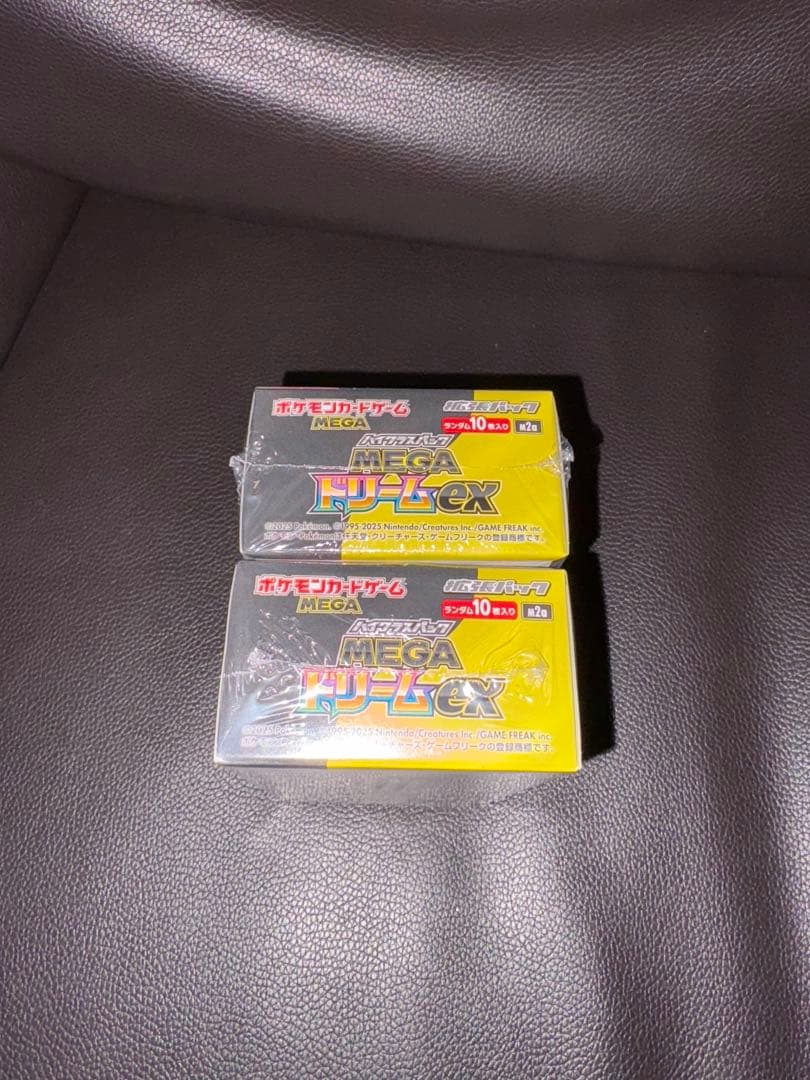 ポケモンカードゲーム
MEGA
拡張パック
ランダム10枚入り
M2a
ハイクラスパック
MEGA
ドリームex
©2025 Pokémon. ©1995-2025 Nintendo/Creatures Inc./GAME FREAK inc.
ポケモン・Pokémonは任天堂・クリーチャーズ・ゲームフリークの登録商標です。
ポケモンカードゲーム
MEGA
拡張パック
ランダム10枚入り
M2a
ハイクラスパック
MEGA
ドリームex
©2025 Pokémon. 1995-2025 Nintendo/Creatures Inc./GAME FREAK inc.
クリーチャーズ・ゲームフリークの登録商標です。